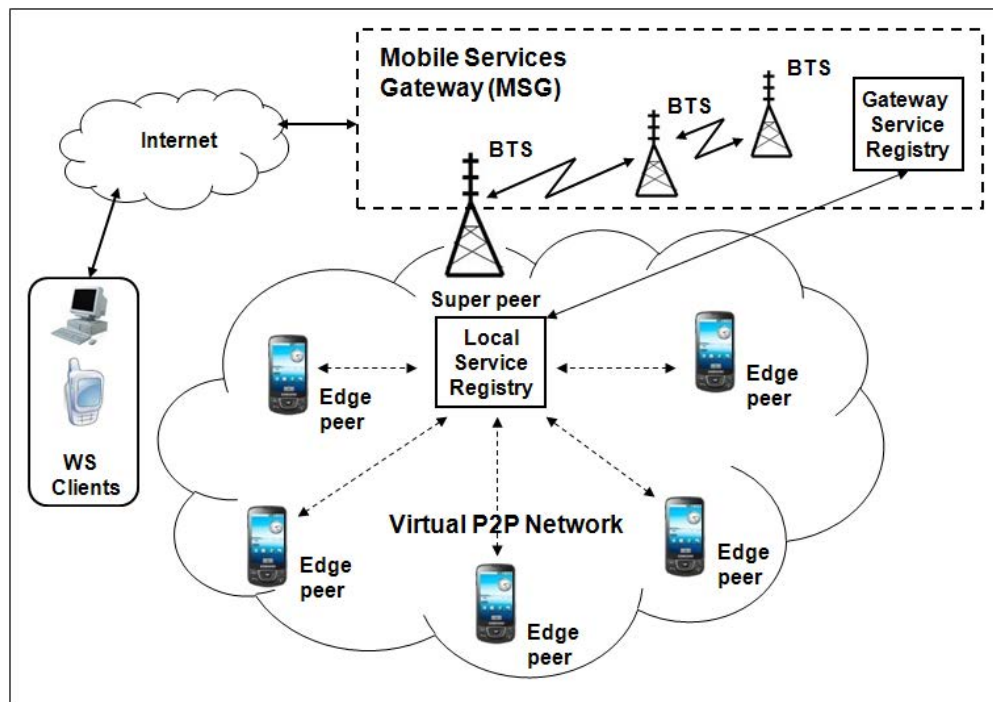 Mobile Services
Gateway (MSG)
BTS
BTS
BTS
Gateway
Service
Registry
Internet
Super peer
Local
Service
Registry
WS
Clients
Edge
peer
Edge
peer
Virtual P2P Network
Edge
peer
Edge
peer
Edge
peer